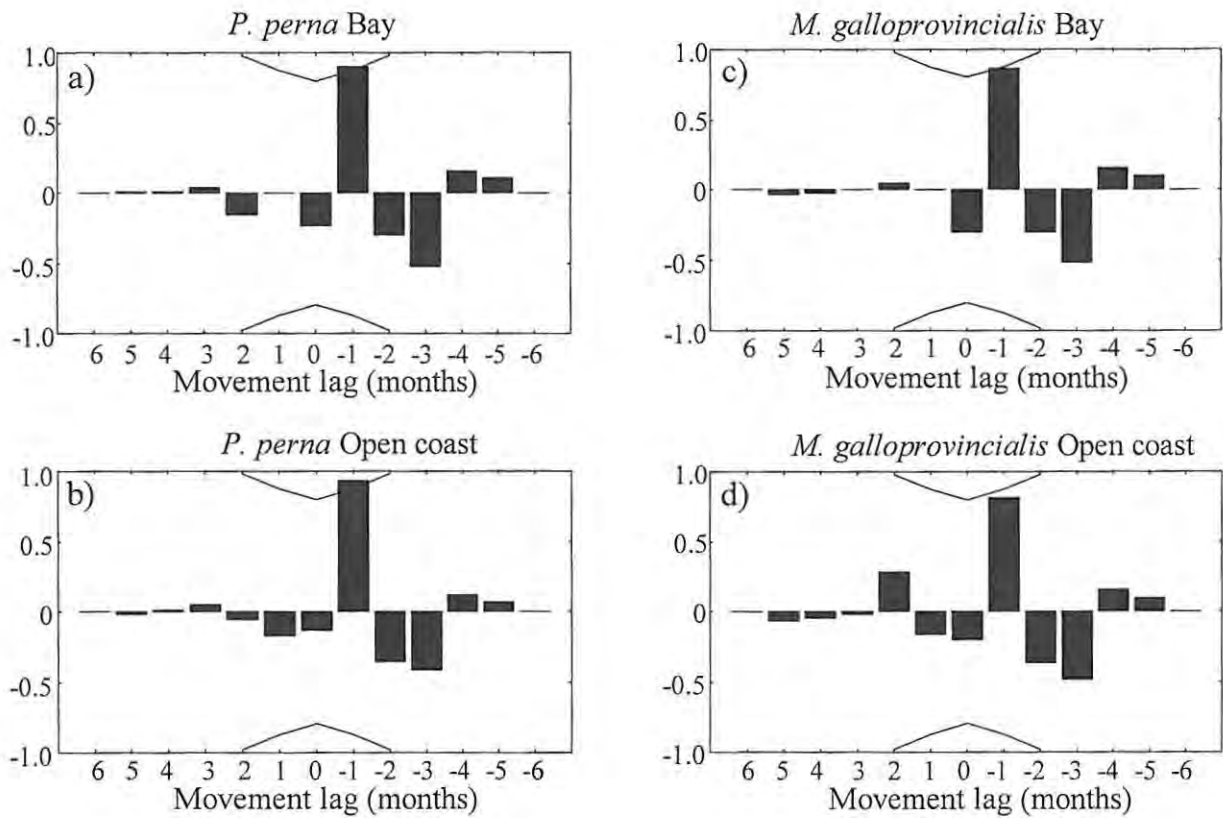 P. perna Bay
a)
1.0
0.5
0
-0.5
-1.0
6 5 4 3 2 1 0 -1 -2 -3 -4 -5 -6
Movement lag (months)
M. galloprovincialis Bay
c)
1.0
0.5
0
-0.5
-1.0
6 5 4 3 2 1 0 -1 -2 -3 -4 -5 -6
Movement lag (months)
P. perna Open coast
b)
1.0
0.5
0
-0.5
-1.0
6 5 4 3 2 1 0 -1 -2 -3 -4 -5 -6
Movement lag (months)
M. galloprovincialis Open coast
d)
1.0
0.5
0
-0.5
-1.0
6 5 4 3 2 1 0 -1 -2 -3 -4 -5 -6
Movement lag (months)